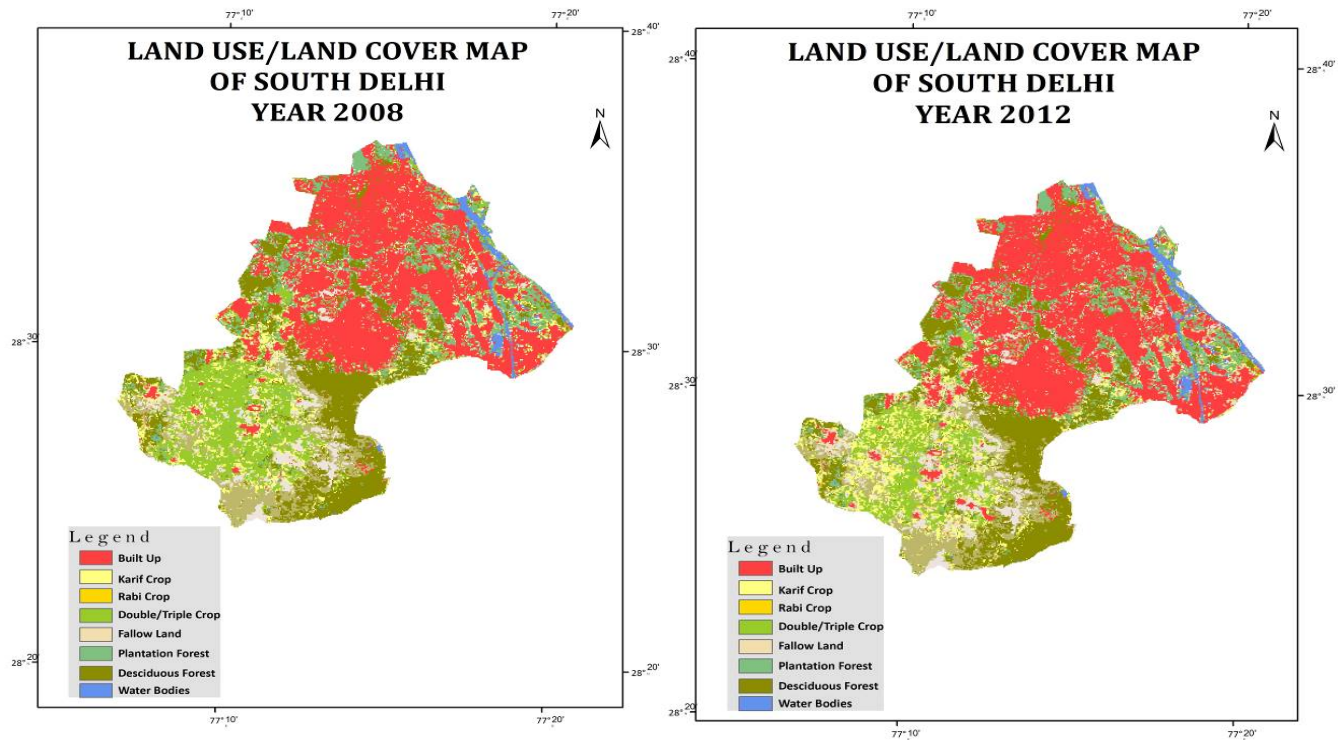 77°10'
77°20'
28°40'
LAND USE/LAND COVER MAP
OF SOUTH DELHI
YEAR 2008
N
28°30'
28°30'
Legend
Built Up
Karif Crop
Rabi Crop
Double/Triple Crop
Fallow Land
Plantation Forest
Desciduous Forest
Water Bodies
28°20'
28°20'
77°10'
77°20'
77°10'
77°20'
28°40'
28°40'
LAND USE/LAND COVER MAP
OF SOUTH DELHI
YEAR 2012
N
28°30'
28°30'
Legend
Built Up
Karif Crop
Rabi Crop
Double/Triple Crop
Fallow Land
Plantation Forest
Desciduous Forest
Water Bodies
28°20'
28°20'
77°10'
77°20'